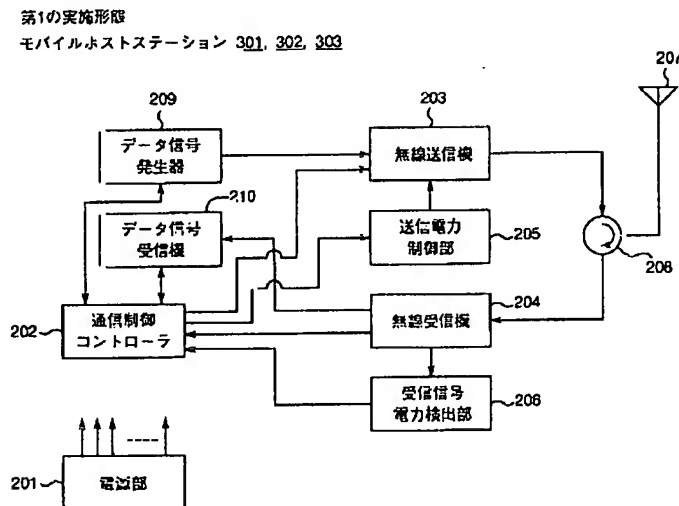 第1の実施形態
モバイルホストステーション 301, 302, 303
209
データ信号
発生器
203
無線送信機
210
データ信号
受信機
送信電力
制御部
205
208
202
通信制御
コントローラ
204
無線受信機
受信信号
電力検出部
206
201
電源部